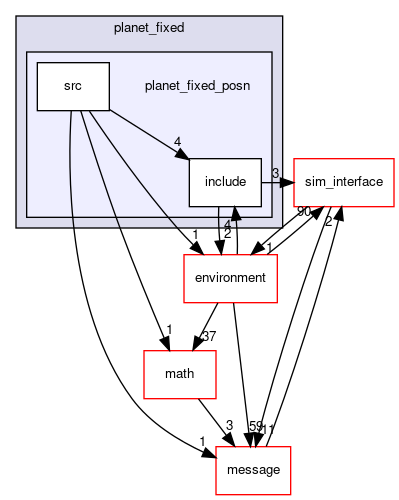 planet_fixed
src
planet_fixed_posn
4
include
3
sim_interface
4
2
90
1
1
2
environment
1
37
math
59
11
3
1
message